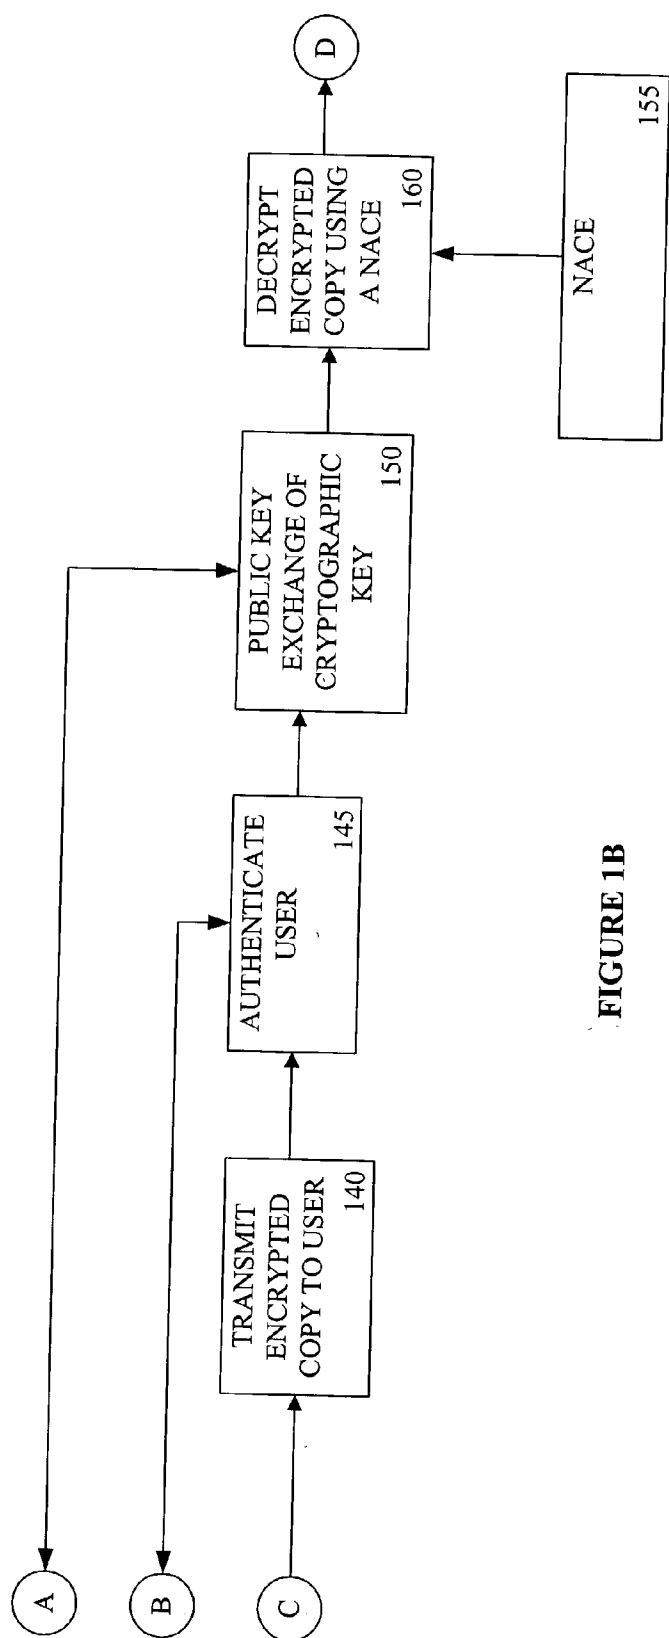 A
B
C
TRANSMIT
ENCRYPTED
COPY TO USER
140
AUTHENTICATE
USER
145
PUBLIC KEY
EXCHANGE OF
CRYPTOGRAPHIC
KEY
150
DECRYPT
ENCRYPTED
COPY USING
A NACE
160
D
NACE
155
FIGURE 1B